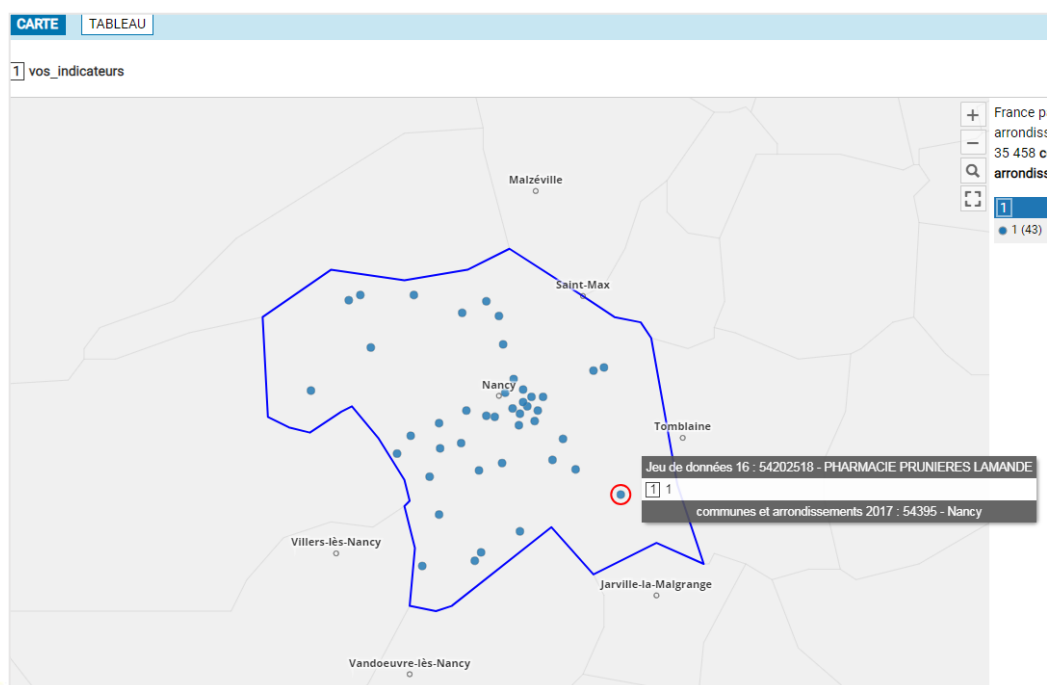 CARTE
TABLEAU
1 vos_indicateurs
+
−
France pa
arrondiss
35 458 c
arrondiss
1
1 (43)
Malzéville
Saint-Max
Nancy
Tomblaine
Jeu de données 16 : 54202518 - PHARMACIE PRUNIERES LAMANDE
1 1
communes et arrondissements 2017 : 54395 - Nancy
Villers-lès-Nancy
Jarville-la-Malgrange
Vandoeuvre-lès-Nancy